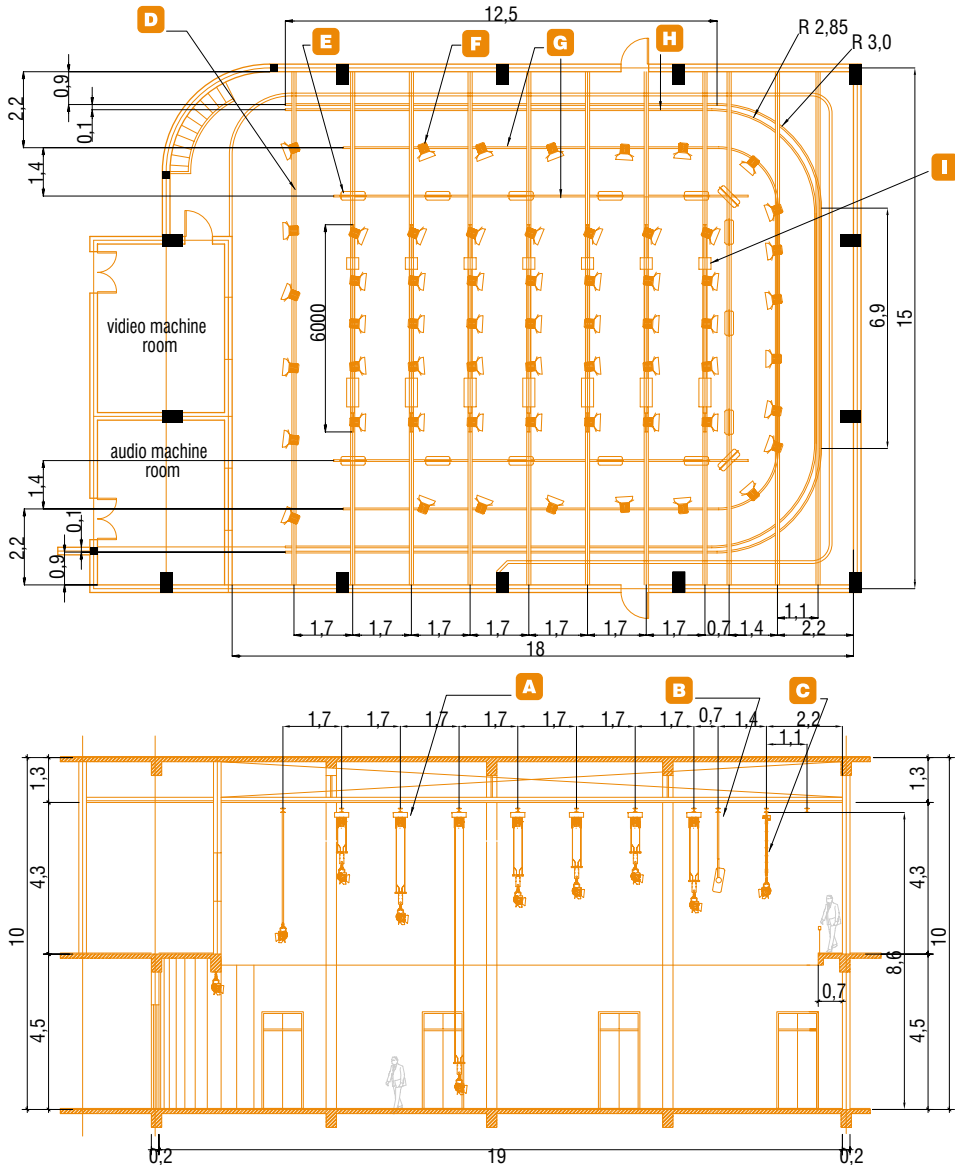 12,5
D
E
F
G
H
R 2,85
R 3,0
0,9
2,2
0,1
1,4
I
6000
6,9
15
vidieo machine
room
audio machine
room
1,4
0,1
2,2
0,9
1,7 1,7 1,7 1,7 1,7 1,7 1,7 0,7 1,4 1,1
2,2
18
A
B
C
1,7 1,7 1,7 1,7 1,7 1,7 1,7 0,7 1,4 2,2
1,1
1,3
1,3
4,3
4,3
10
10
8,6
0,7
4,5
4,5
0,2
19
0,2